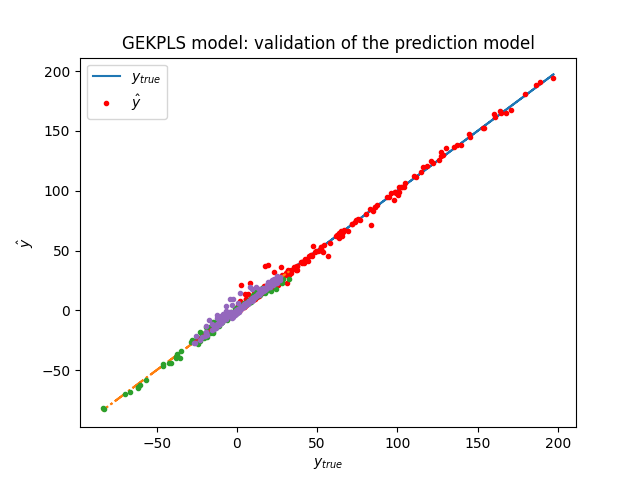 GEKPLS model: validation of the prediction model
y_true
ŷ
200
150
100
50
0
−50
ŷ
−50 0 50 100 150 200
y_true